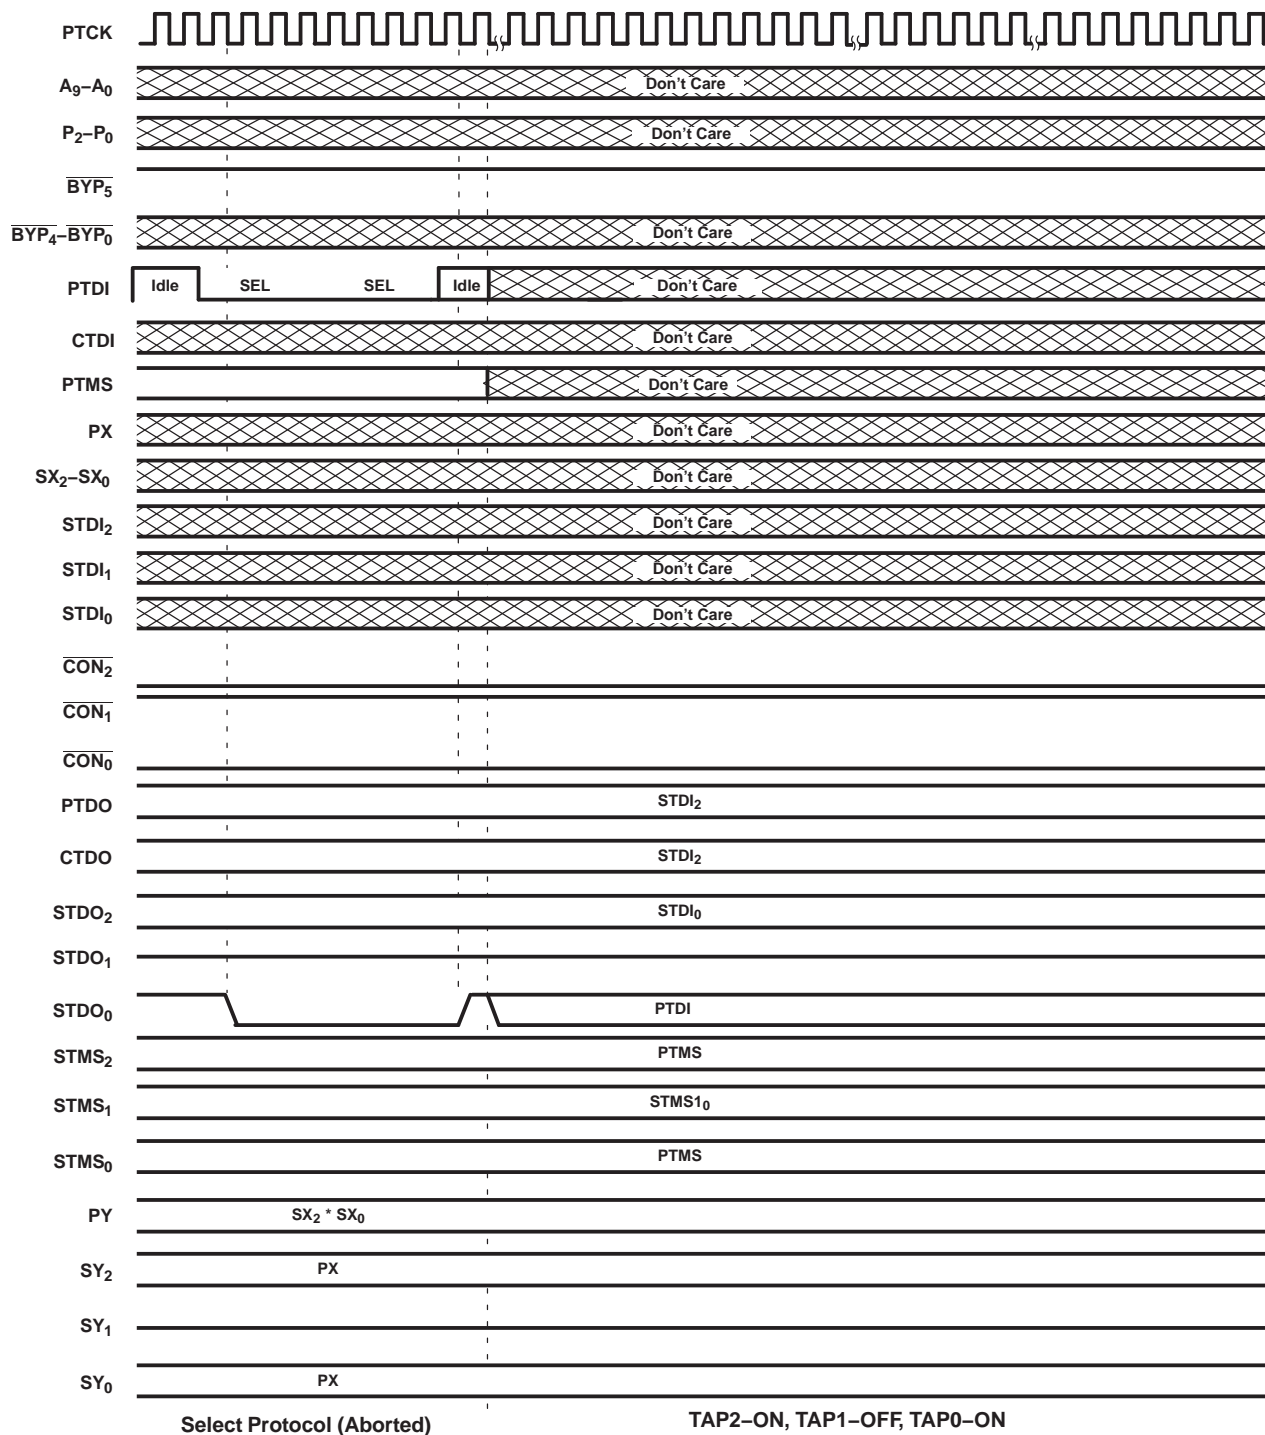 PTCK
A9–A0 Don't Care
P2–P0 Don't Care
BYP5
BYP4–BYP0 Don't Care
PTDI Idle SEL SEL Idle Don't Care
CTDI Don't Care
PTMS Don't Care
PX Don't Care
SX2–SX0 Don't Care
STDI2 Don't Care
STDI1 Don't Care
STDI0 Don't Care
CON2
CON1
CON0
PTDO STDI2
CTDO STDI2
STDO2 STDI0
STDO1
STDO0 PTDI
STMS2 PTMS
STMS1 STMS10
STMS0 PTMS
PY SX2 * SX0
SY2 PX
SY1
SY0 PX
Select Protocol (Aborted) TAP2–ON, TAP1–OFF, TAP0–ON